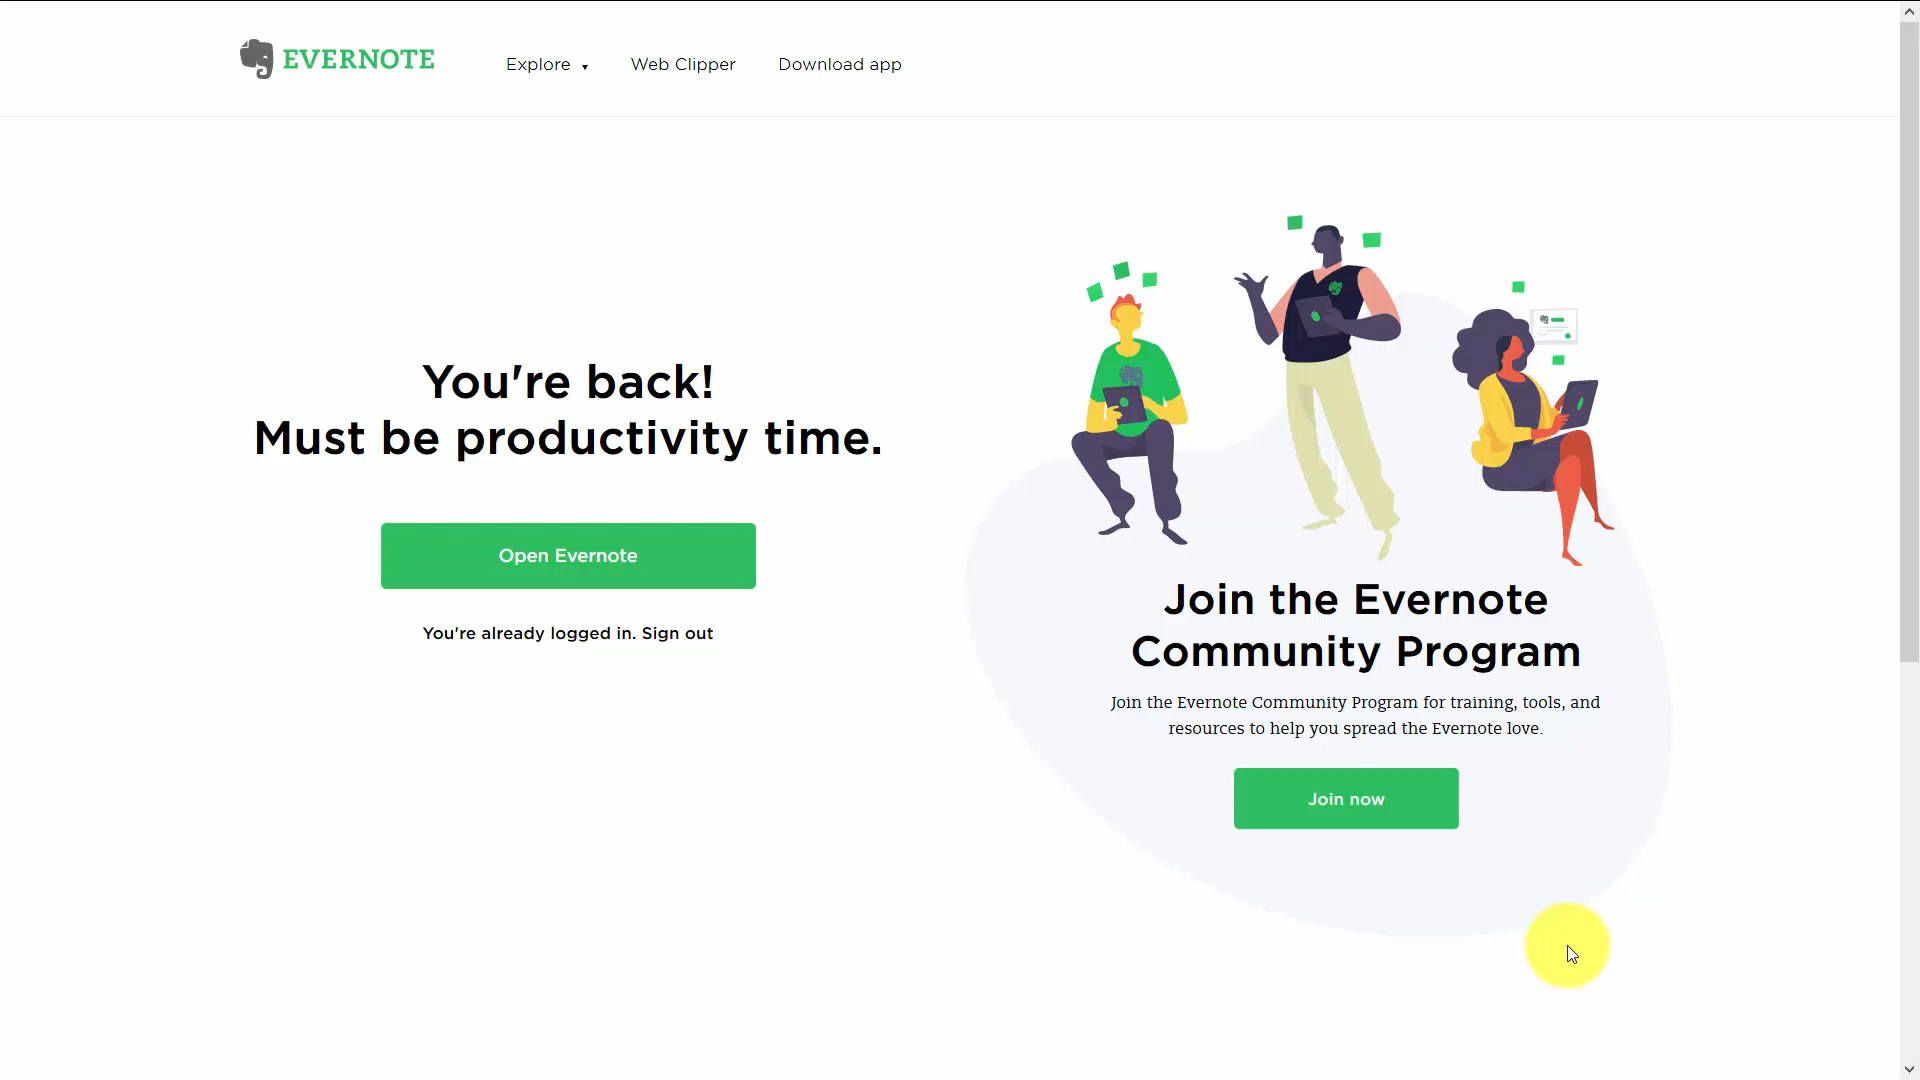 EVERNOTE
Explore
Web Clipper
Download app
You're back!
Must be productivity time.
Open Evernote
You're already logged in. Sign out
Join the Evernote
Community Program
Join the Evernote Community Program for training, tools, and
resources to help you spread the Evernote love.
Join now